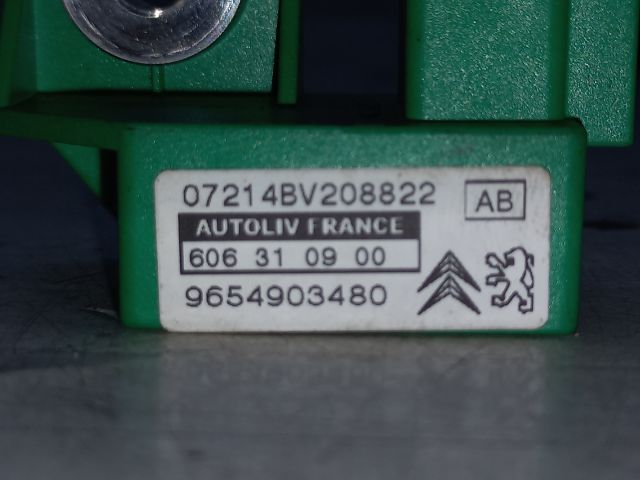 07214BV208822 AB
AUTOLIV FRANCE
606 31 09 00
9654903480